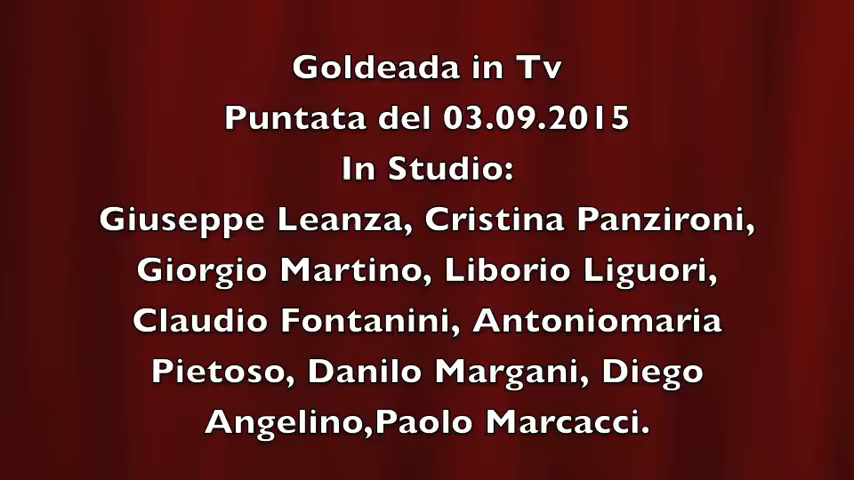 Goldeada in Tv
Puntata del 03.09.2015
In Studio:
Giuseppe Leanza, Cristina Panzironi,
Giorgio Martino, Liborio Liguori,
Claudio Fontanini, Antoniomaria
Pietoso, Danilo Margani, Diego
Angelino,Paolo Marcacci.